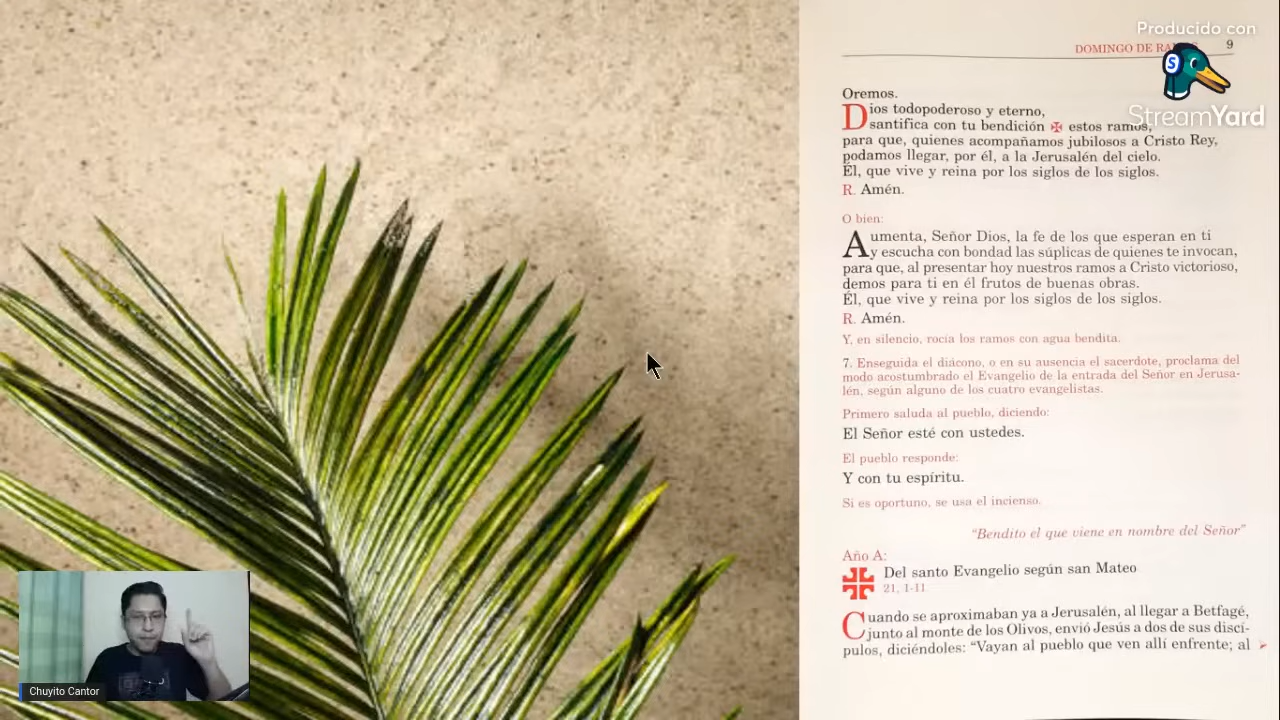 Producido con
StreamYard
DOMINGO DE 9
Oremos.
Dios todopoderoso y eterno,
santifica con tu bendición ✠ estos ramos,
para que, quienes acompañamos jubilosos a Cristo Rey,
podamos llegar, por él, a la Jerusalén del cielo.
Él, que vive y reina por los siglos de los siglos.
R. Amén.
O bien:
Aumenta, Señor Dios, la fe de los que esperan en ti
y escucha con bondad las súplicas de quienes te invocan,
para que, al presentar hoy nuestros ramos a Cristo victorioso,
demos para ti en él frutos de buenas obras.
Él, que vive y reina por los siglos de los siglos.
R. Amén.
Y, en silencio, rocía los ramos con agua bendita.
7. Enseguida el diácono, o en su ausencia el sacerdote, proclama del
modo acostumbrado el Evangelio de la entrada del Señor en Jerusa-
lén, según alguno de los cuatro evangelistas.
Primero saluda al pueblo, diciendo:
El Señor esté con ustedes.
El pueblo responde:
Y con tu espíritu.
Si es oportuno, se usa el incienso.
“Bendito el que viene en nombre del Señor”
Año A:
Del santo Evangelio según san Mateo
21, 1-11
Cuando se aproximaban ya a Jerusalén, al llegar a Betfagé,
junto al monte de los Olivos, envió Jesús a dos de sus discí-
pulos, diciéndoles: “Vayan al pueblo que ven allí enfrente; al
Chuyito Cantor